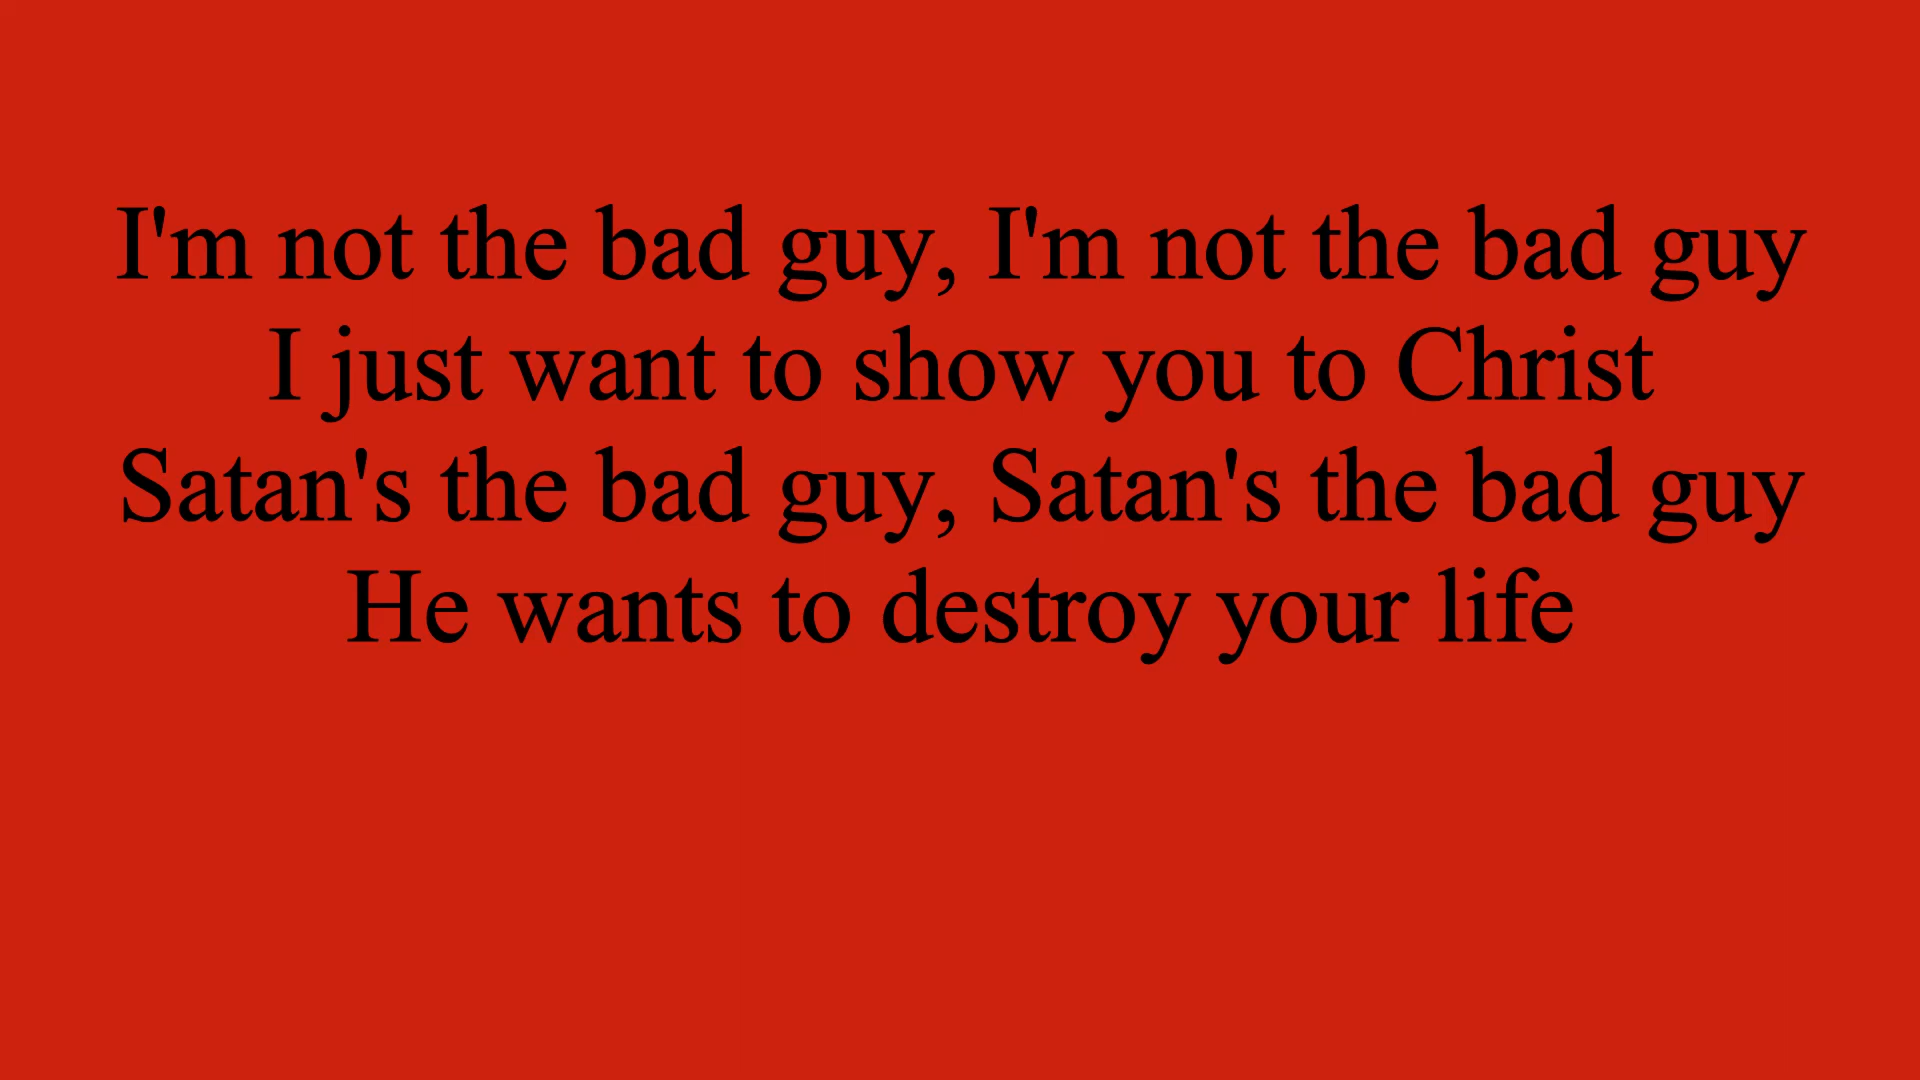 I'm not the bad guy, I'm not the bad guy
I just want to show you to Christ
Satan's the bad guy, Satan's the bad guy
He wants to destroy your life